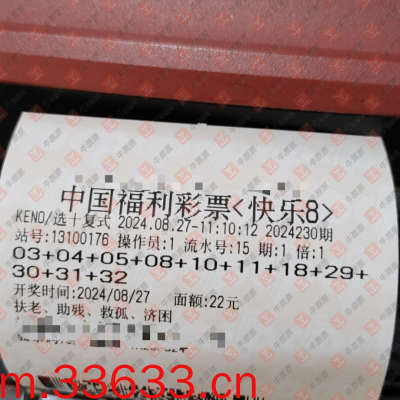 中国福利彩票<快乐8>
KENO/选十复式 2024.08.27-11:10:12 2024230期
站号:13100176 操作员:1 流水号:15 期:1 倍:1
03+04+05+08+10+11+18+29+
30+31+32
开奖时间:2024/08/27 面额:22元
扶老、助残、救孤、济困
m.33633.cn